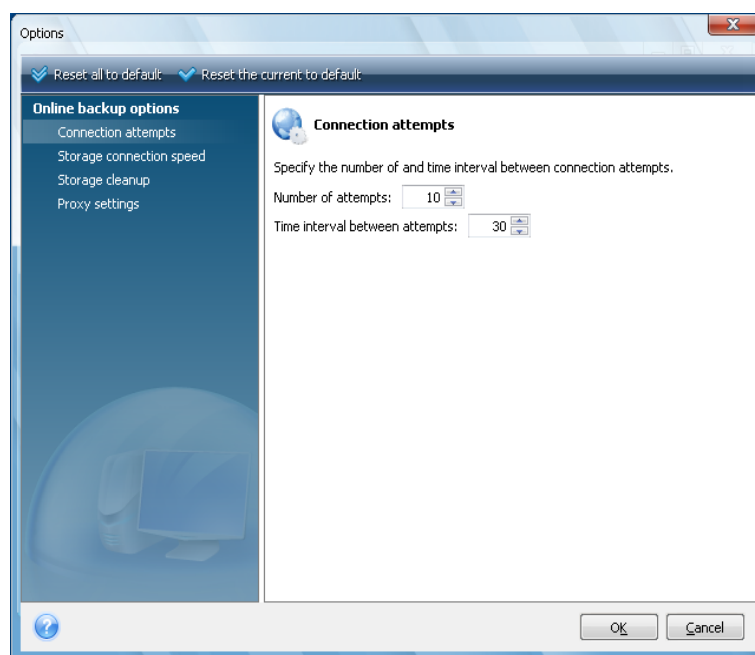 Options
Reset all to default Reset the current to default
Online backup options
Connection attempts
Storage connection speed
Storage cleanup
Proxy settings
Connection attempts
Specify the number of and time interval between connection attempts.
Number of attempts: 10
Time interval between attempts: 30
OK Cancel